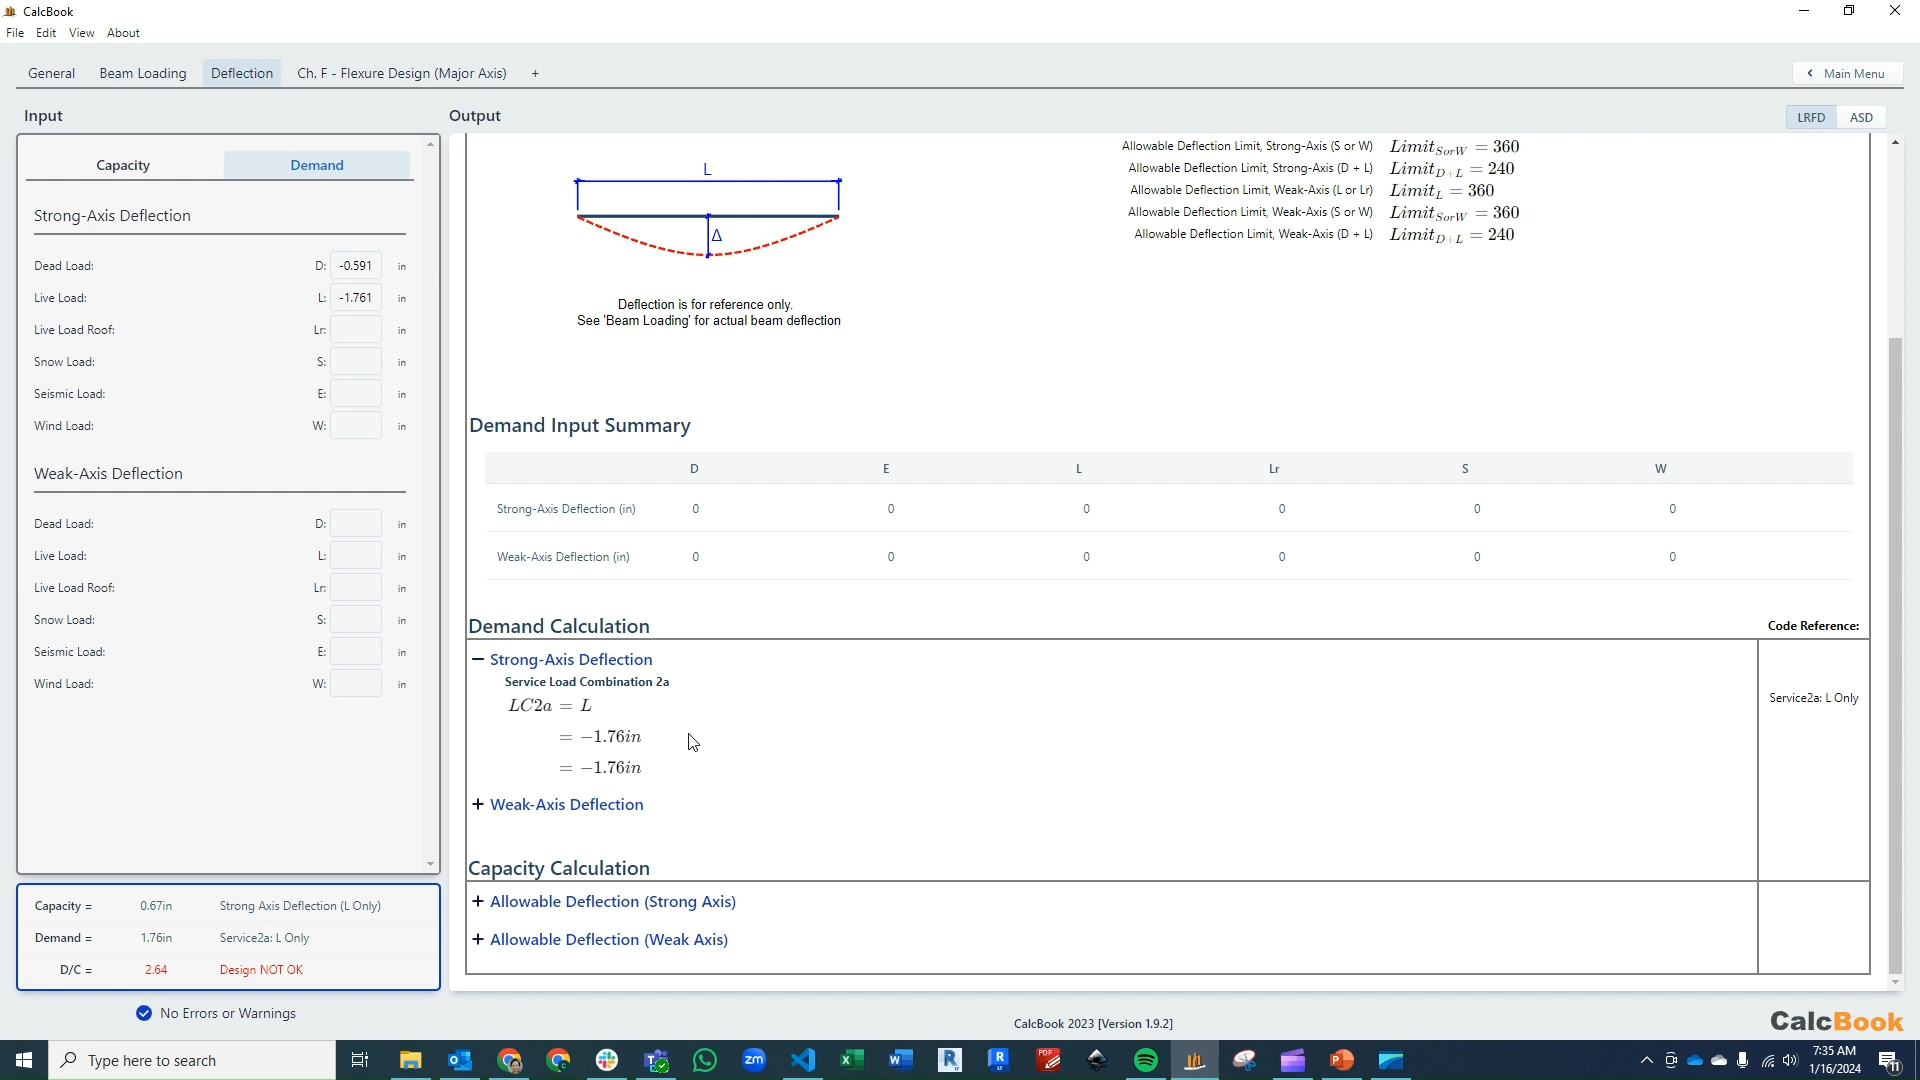 CalcBook
File Edit View About
General Beam Loading Deflection Ch. F - Flexure Design (Major Axis) + Main Menu
Input
Capacity Demand
Strong-Axis Deflection
Dead Load: D: -0.591 in
Live Load: L: -1.761 in
Live Load Roof: Lr: in
Snow Load: S: in
Seismic Load: E: in
Wind Load: W: in
Weak-Axis Deflection
Dead Load: D: in
Live Load: L: in
Live Load Roof: Lr: in
Snow Load: S: in
Seismic Load: E: in
Wind Load: W: in
Capacity = 0.67in Strong Axis Deflection (L Only)
Demand = 1.76in Service2a: L Only
D/C = 2.64 Design NOT OK
No Errors or Warnings
Output
LRFD ASD
L
Δ
Deflection is for reference only.
See 'Beam Loading' for actual beam deflection
Allowable Deflection Limit, Strong-Axis (S or W) Limit SorW = 360
Allowable Deflection Limit, Strong-Axis (D + L) Limit D+L = 240
Allowable Deflection Limit, Weak-Axis (L or Lr) Limit L = 360
Allowable Deflection Limit, Weak-Axis (S or W) Limit SorW = 360
Allowable Deflection Limit, Weak-Axis (D + L) Limit D+L = 240
Demand Input Summary
D E L Lr S W
Strong-Axis Deflection (in) 0 0 0 0 0 0
Weak-Axis Deflection (in) 0 0 0 0 0 0
Demand Calculation Code Reference:
− Strong-Axis Deflection
Service Load Combination 2a
LC2a = L
Service2a: L Only
= −1.76in
= −1.76in
+ Weak-Axis Deflection
Capacity Calculation
+ Allowable Deflection (Strong Axis)
+ Allowable Deflection (Weak Axis)
CalcBook 2023 [Version 1.9.2]
CalcBook
Type here to search
7:35 AM
1/16/2024
11